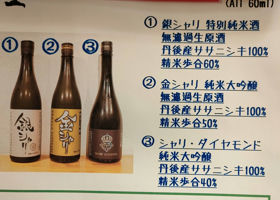 (All 60ml)
① 銀シャリ 特別純米酒
無濾過生原酒
丹後産ササニシキ100%
精米歩合60%
② 金シャリ 純米大吟醸
無濾過生原酒
丹後産ササニシキ100%
精米歩合50%
③ シャリ・ダイヤモンド
純米大吟醸
丹後産ササニシキ100%
精米歩合40%
① ② ③
銀シャリ
金シャリ